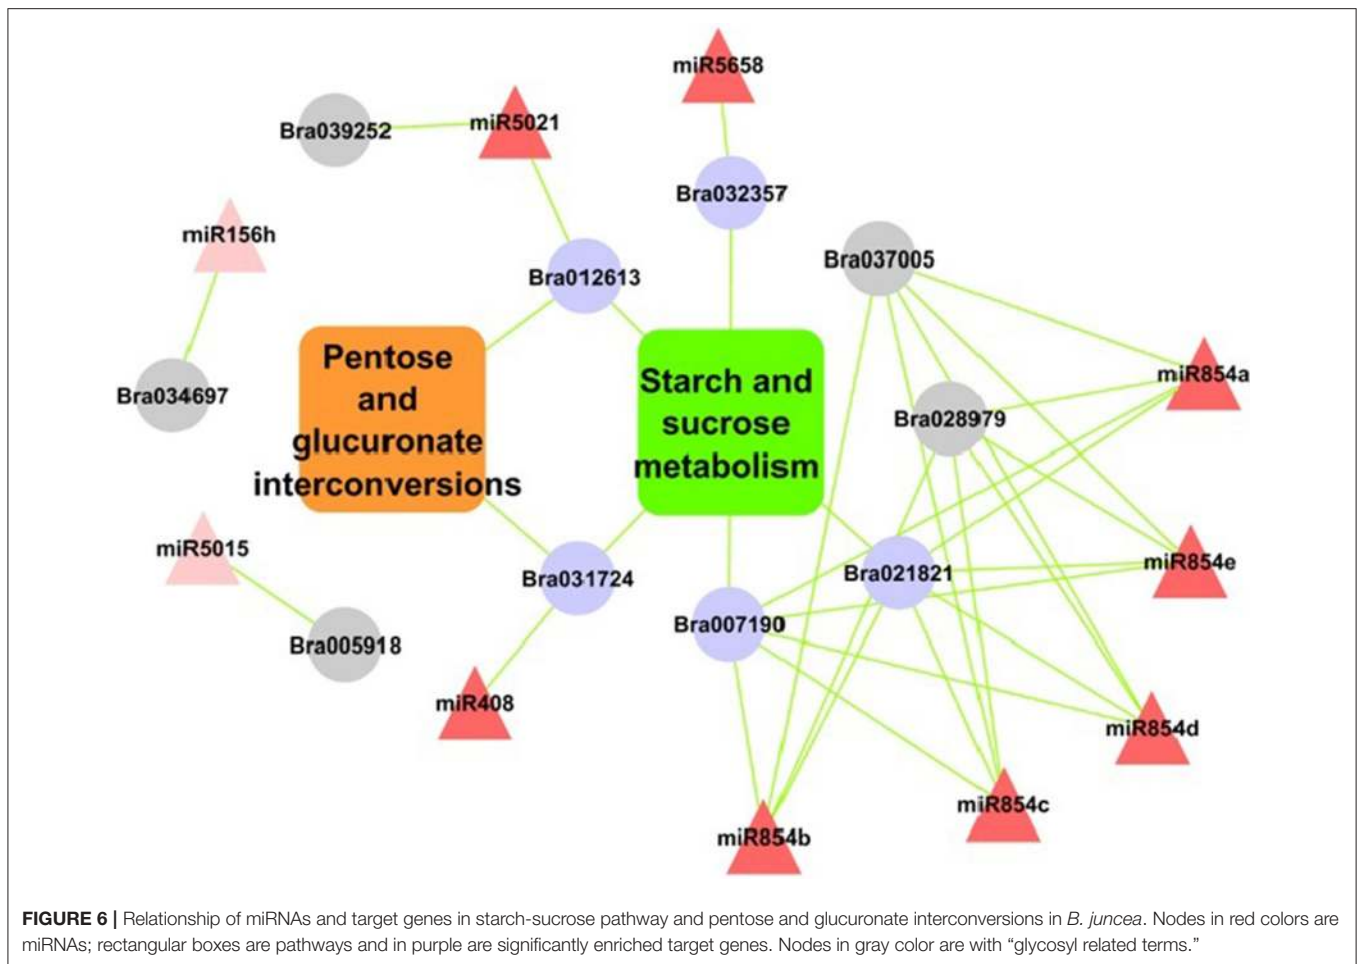 miR5658
miR5021
Bra039252
Bra032357
miR156h
Bra012613
Bra037005
Pentose
and
glucuronate
interconversions
Starch and
sucrose
metabolism
miR854a
Bra034697
Bra028979
miR5015
Bra031724
Bra021821
miR854e
Bra005918
Bra007190
miR408
miR854d
miR854c
miR854b
FIGURE 6 | Relationship of miRNAs and target genes in starch-sucrose pathway and pentose and glucuronate interconversions in B. juncea. Nodes in red colors are
miRNAs; rectangular boxes are pathways and in purple are significantly enriched target genes. Nodes in gray color are with “glycosyl related terms.”